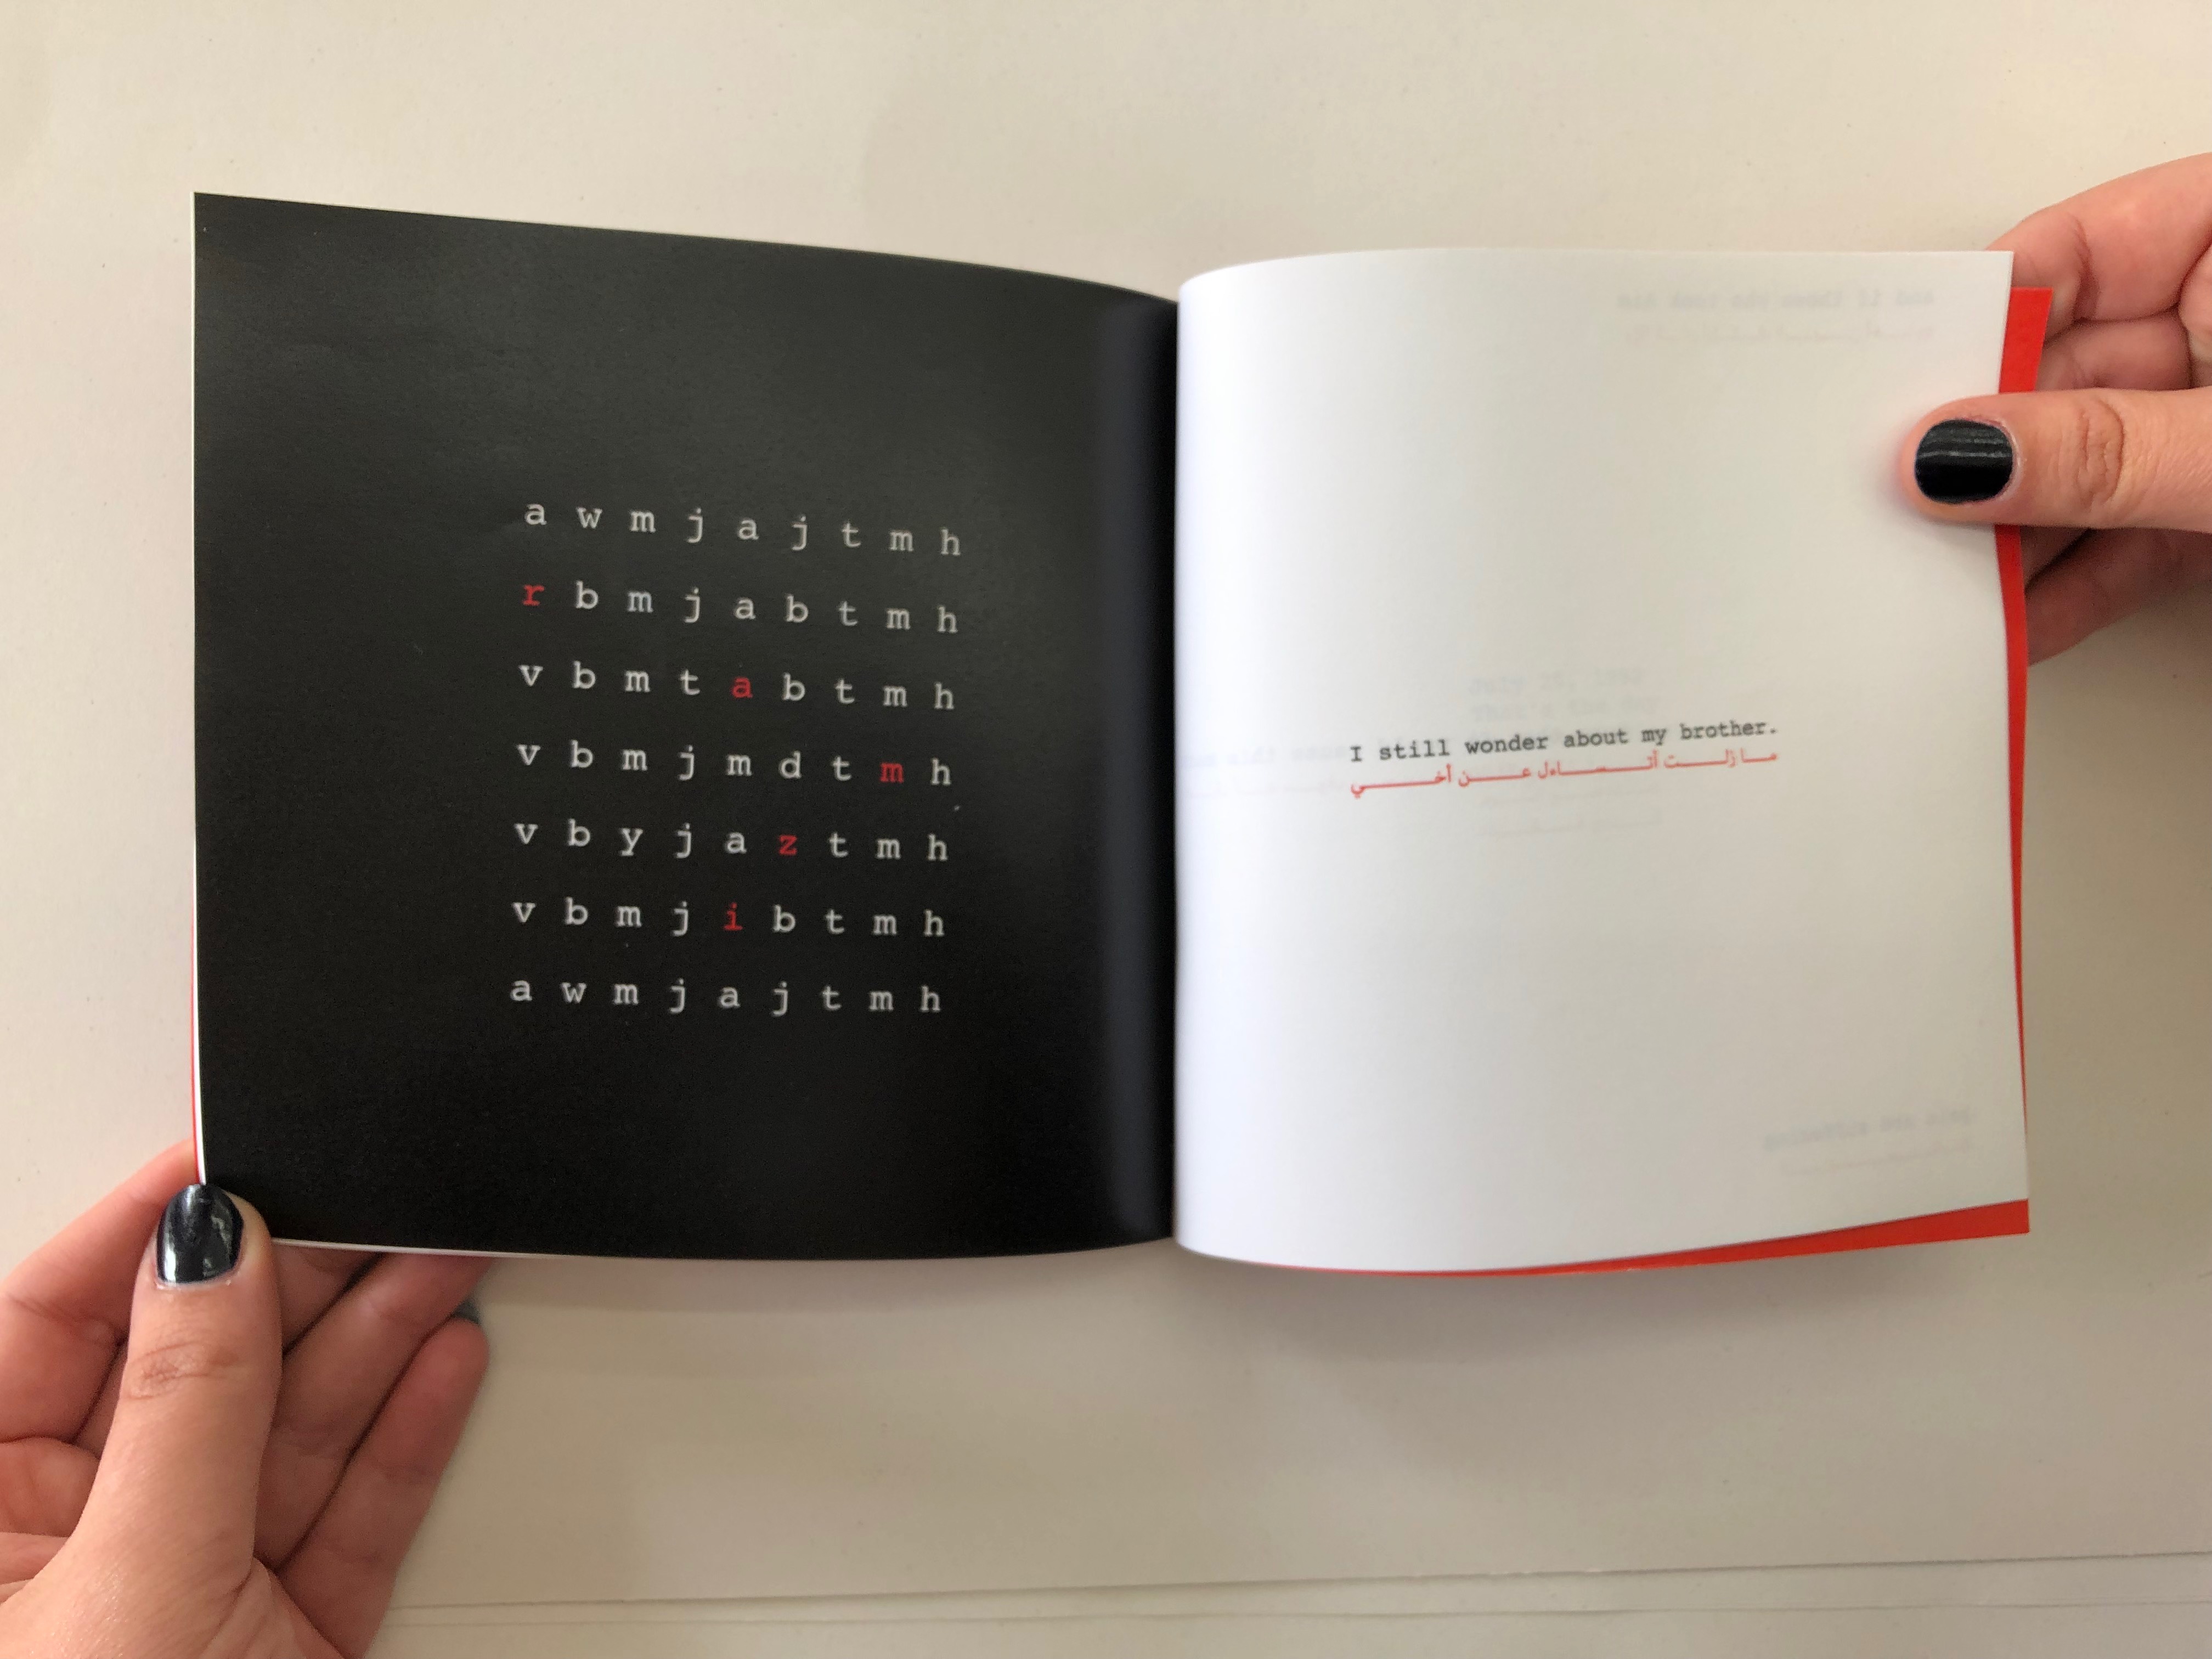 a w m j a j t m h
r b m j a b t m h
v b m t a b t m h
v b m j m d t m h
v b y j a z t m h
v b m j i b t m h
a w m j a j t m h
I still wonder about my brother.
مازلت أتساءل عن أخي